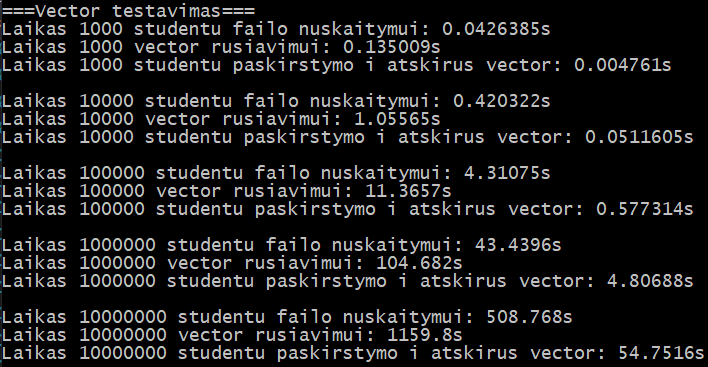 ===Vector testavimas===
Laikas 1000 studentu failo nuskaitymui: 0.0426385s
Laikas 1000 vector rusiavimui: 0.135009s
Laikas 1000 studentu paskirstymo i atskirus vector: 0.004761s
Laikas 10000 studentu failo nuskaitymui: 0.420322s
Laikas 10000 vector rusiavimui: 1.05565s
Laikas 10000 studentu paskirstymo i atskirus vector: 0.0511605s
Laikas 100000 studentu failo nuskaitymui: 4.31075s
Laikas 100000 vector rusiavimui: 11.3657s
Laikas 100000 studentu paskirstymo i atskirus vector: 0.577314s
Laikas 1000000 studentu failo nuskaitymui: 43.4396s
Laikas 1000000 vector rusiavimui: 104.682s
Laikas 1000000 studentu paskirstymo i atskirus vector: 4.80688s
Laikas 10000000 studentu failo nuskaitymui: 508.768s
Laikas 10000000 vector rusiavimui: 1159.8s
Laikas 10000000 studentu paskirstymo i atskirus vector: 54.7516s